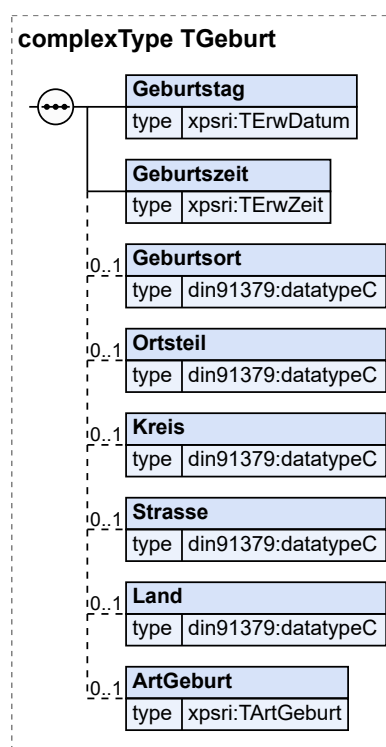 complexType TGeburt
Geburtstag
type xpsri:TErwDatum
Geburtszeit
type xpsri:TErwZeit
0..1 Geburtsort
type din91379:datatypeC
0..1 Ortsteil
type din91379:datatypeC
0..1 Kreis
type din91379:datatypeC
0..1 Strasse
type din91379:datatypeC
0..1 Land
type din91379:datatypeC
0..1 ArtGeburt
type xpsri:TArtGeburt